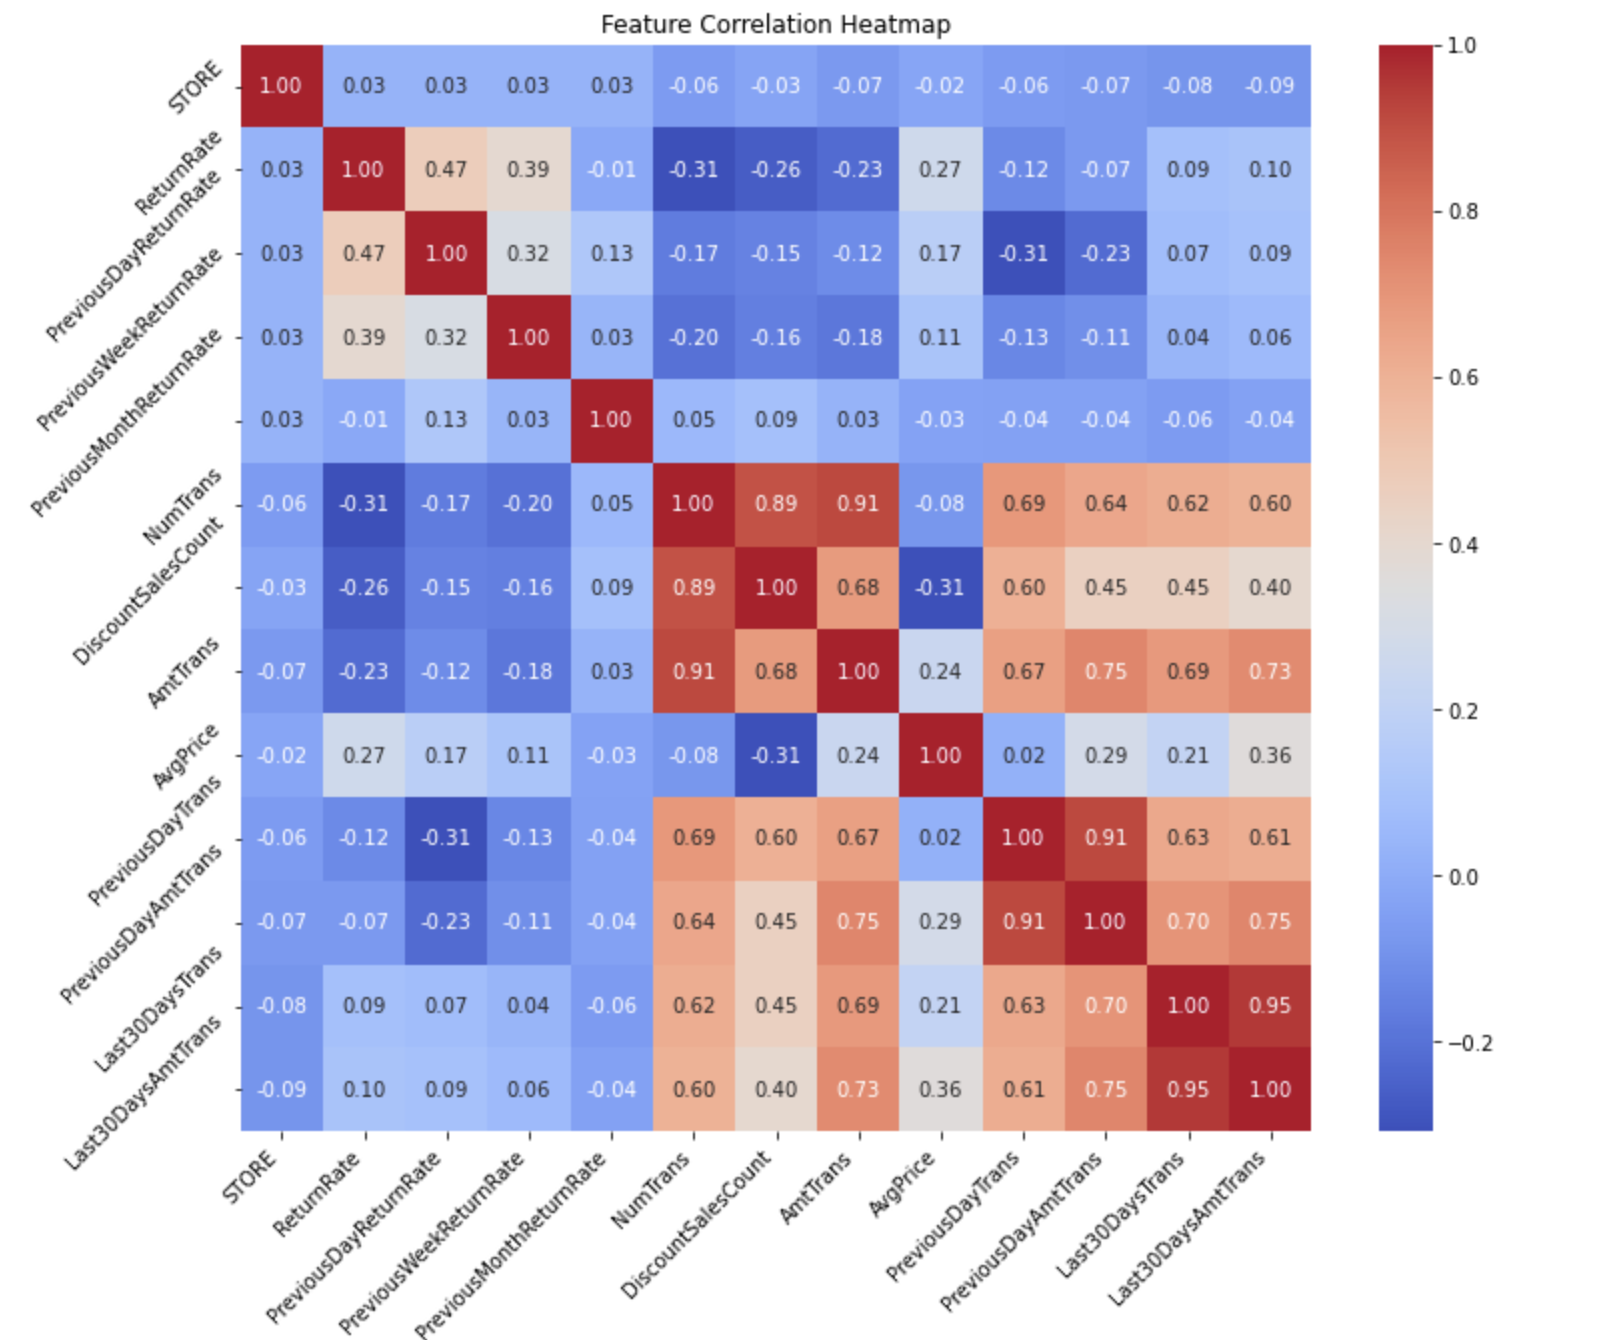 Feature Correlation Heatmap
STORE 1.00 0.03 0.03 0.03 0.03 -0.06 -0.03 -0.07 -0.02 -0.06 -0.07 -0.08 -0.09
ReturnRate 0.03 1.00 0.47 0.39 -0.01 -0.31 -0.26 -0.23 0.27 -0.12 -0.07 0.09 0.10
PreviousDayReturnRate 0.03 0.47 1.00 0.32 0.13 -0.17 -0.15 -0.12 0.17 -0.31 -0.23 0.07 0.09
PreviousWeekReturnRate 0.03 0.39 0.32 1.00 0.03 -0.20 -0.16 -0.18 0.11 -0.13 -0.11 0.04 0.06
PreviousMonthReturnRate 0.03 -0.01 0.13 0.03 1.00 0.05 0.09 0.03 -0.03 -0.04 -0.04 -0.06 -0.04
NumTrans -0.06 -0.31 -0.17 -0.20 0.05 1.00 0.89 0.91 -0.08 0.69 0.64 0.62 0.60
DiscountSalesCount -0.03 -0.26 -0.15 -0.16 0.09 0.89 1.00 0.68 -0.31 0.60 0.45 0.45 0.40
AmtTrans -0.07 -0.23 -0.12 -0.18 0.03 0.91 0.68 1.00 0.24 0.67 0.75 0.69 0.73
AvgPrice -0.02 0.27 0.17 0.11 -0.03 -0.08 -0.31 0.24 1.00 0.02 0.29 0.21 0.36
PreviousDayTrans -0.06 -0.12 -0.31 -0.13 -0.04 0.69 0.60 0.67 0.02 1.00 0.91 0.63 0.61
PreviousDayAmtTrans -0.07 -0.07 -0.23 -0.11 -0.04 0.64 0.45 0.75 0.29 0.91 1.00 0.70 0.75
Last30DaysTrans -0.08 0.09 0.07 0.04 -0.06 0.62 0.45 0.69 0.21 0.63 0.70 1.00 0.95
Last30DaysAmtTrans -0.09 0.10 0.09 0.06 -0.04 0.60 0.40 0.73 0.36 0.61 0.75 0.95 1.00
STORE
ReturnRate
PreviousDayReturnRate
PreviousWeekReturnRate
PreviousMonthReturnRate
NumTrans
DiscountSalesCount
AmtTrans
AvgPrice
PreviousDayTrans
PreviousDayAmtTrans
Last30DaysTrans
Last30DaysAmtTrans
1.0
0.8
0.6
0.4
0.2
0.0
−0.2